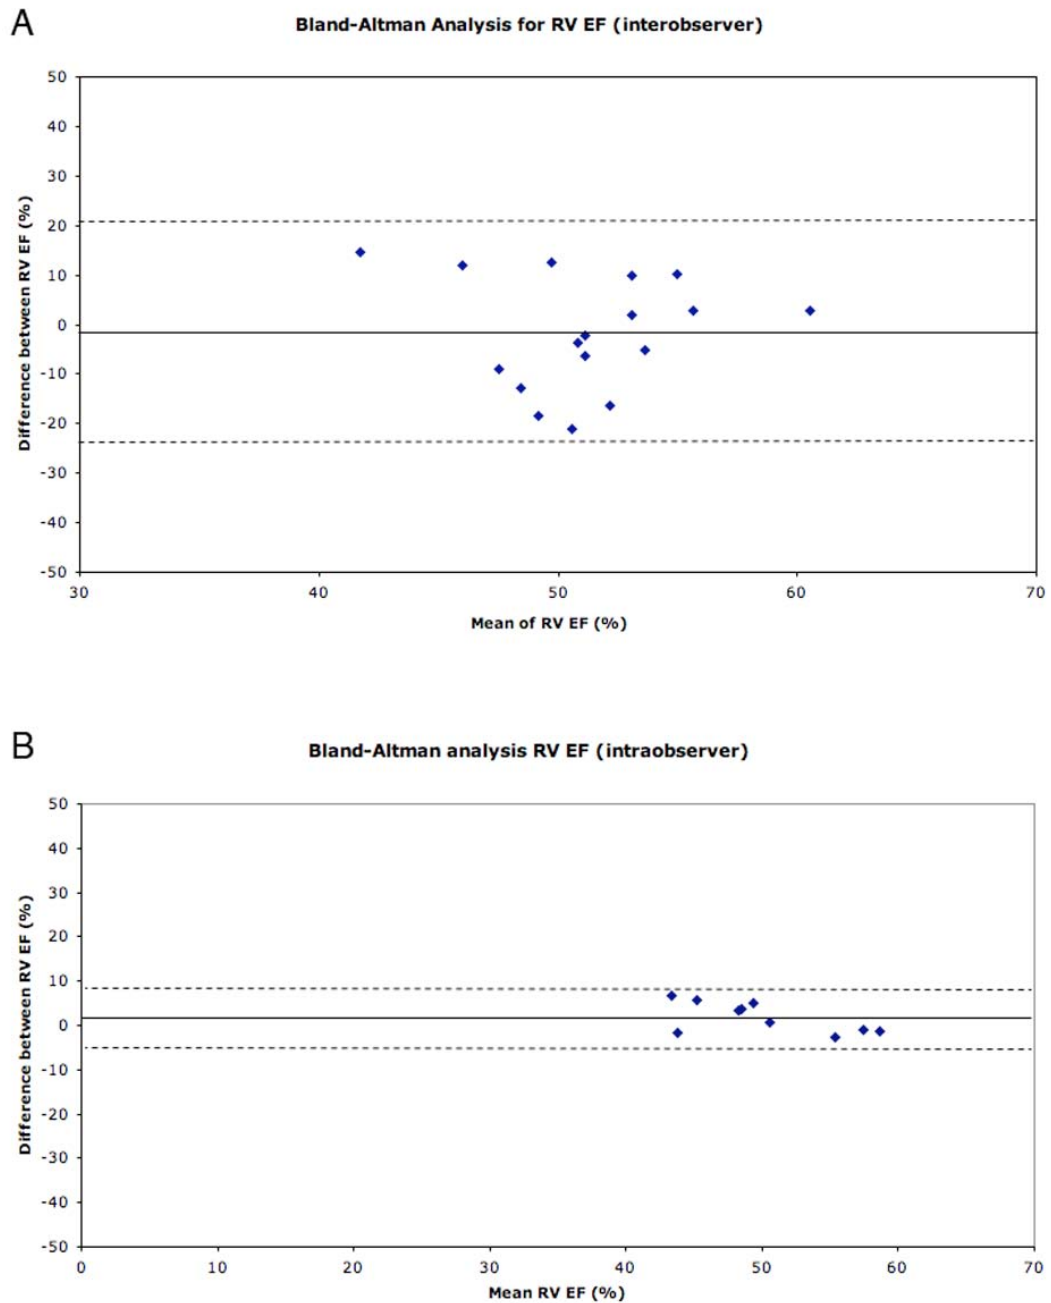 A
Bland-Altman Analysis for RV EF (interobserver)
Difference between RV EF (%)
50
40
30
20
10
0
-10
-20
-30
-40
-50
30 40 50 60 70
Mean of RV EF (%)
B
Bland-Altman analysis RV EF (intraobserver)
Difference between RV EF (%)
50
40
30
20
10
0
-10
-20
-30
-40
-50
0 10 20 30 40 50 60 70
Mean RV EF (%)